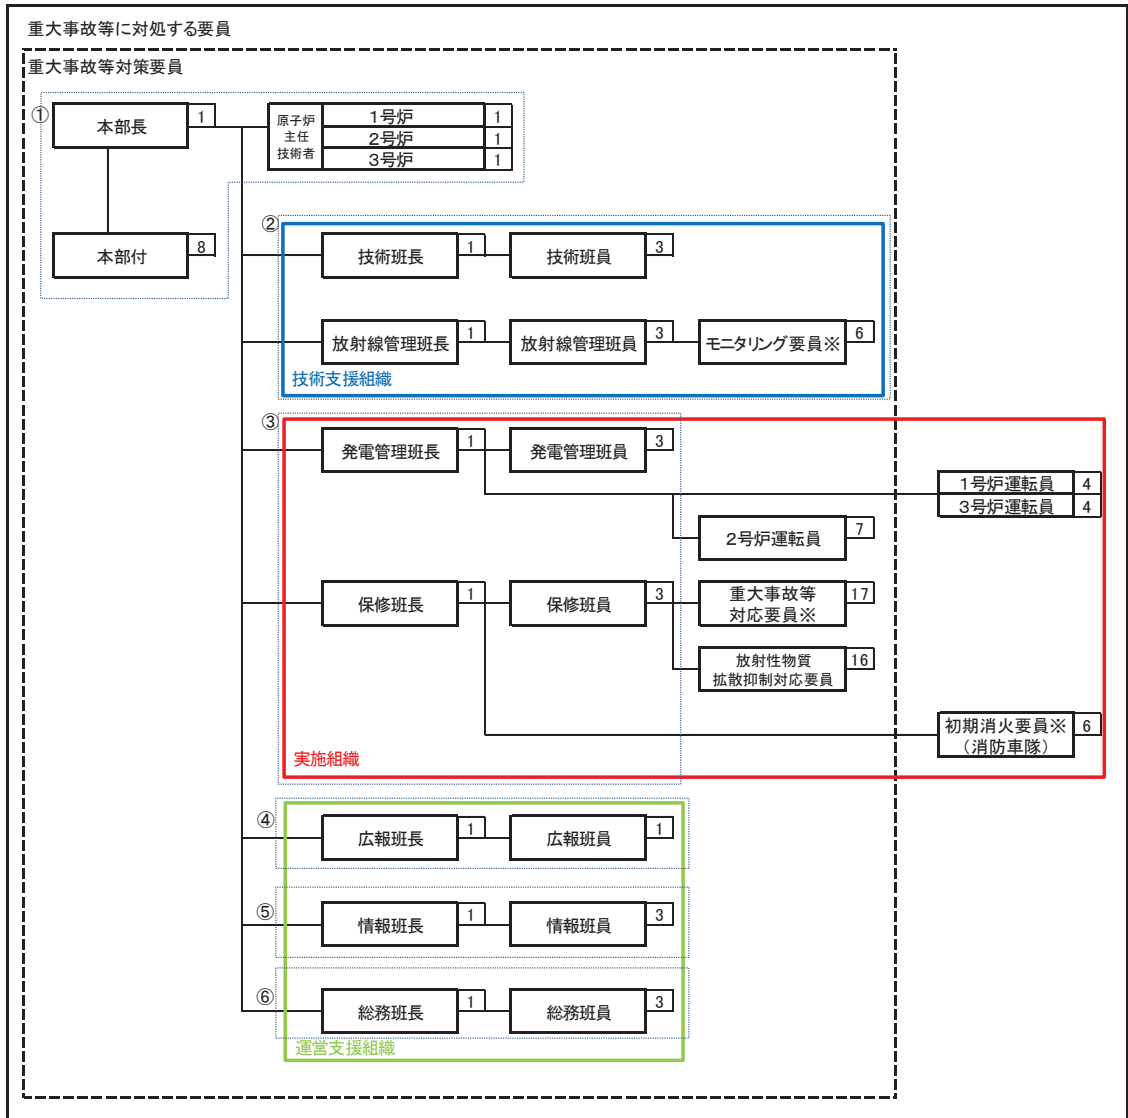 重大事故等に対処する要員
重大事故等対策要員
①
本部長
1
原子炉
主任
技術者
1号炉
1
2号炉
1
3号炉
1
本部付
8
②
技術班長
1
技術班員
3
放射線管理班長
1
放射線管理班員
3
モニタリング要員※
6
技術支援組織
③
発電管理班長
1
発電管理班員
3
1号炉運転員
4
3号炉運転員
4
2号炉運転員
7
保修班長
1
保修班員
3
重大事故等
対応要員※
17
放射性物質
拡散抑制対応要員
16
初期消火要員※
(消防車隊)
6
実施組織
④
広報班長
1
広報班員
1
⑤
情報班長
1
情報班員
3
⑥
総務班長
1
総務班員
3
運営支援組織